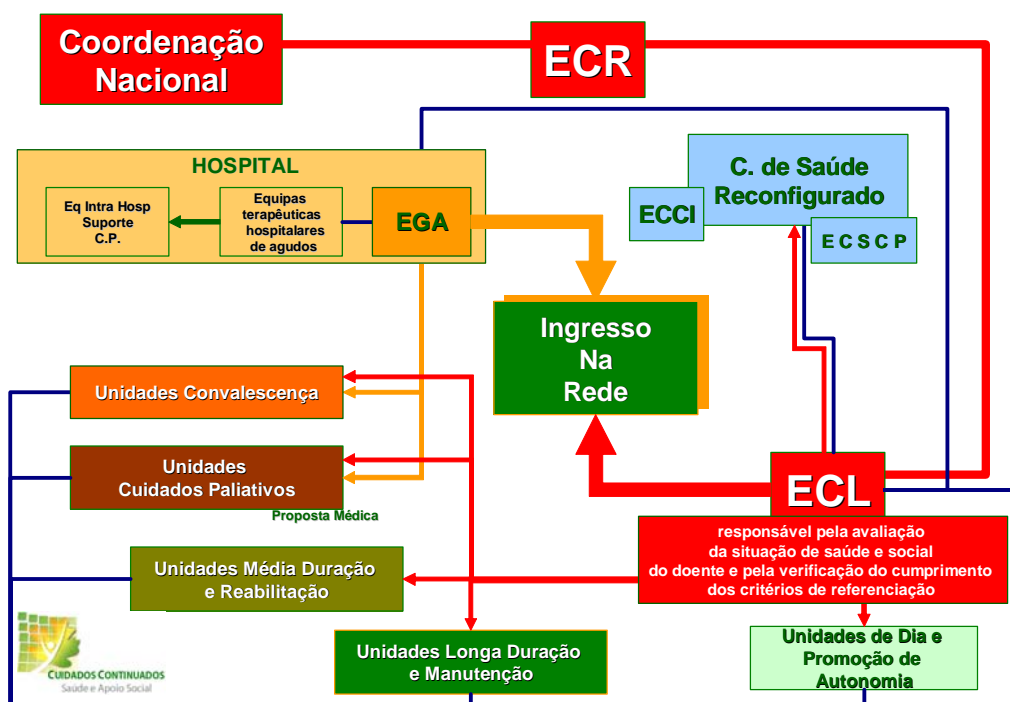 Coordenação
Nacional
ECR
HOSPITAL
Eq Intra Hosp
Suporte
C.P.
Equipas
terapêuticas
hospitalares
de agudos
EGA
C. de Saúde
Reconfigurado
ECCI
E C S C P
Ingresso
Na
Rede
Unidades Convalescença
Unidades
Cuidados Paliativos
Proposta Médica
ECL
responsável pela avaliação
da situação de saúde e social
do doente e pela verificação do cumprimento
dos critérios de referenciação
Unidades Média Duração
e Reabilitação
Unidades Longa Duração
e Manutenção
Unidades de Dia e
Promoção de
Autonomia
CUIDADOS CONTINUADOS
Saúde e Apoio Social